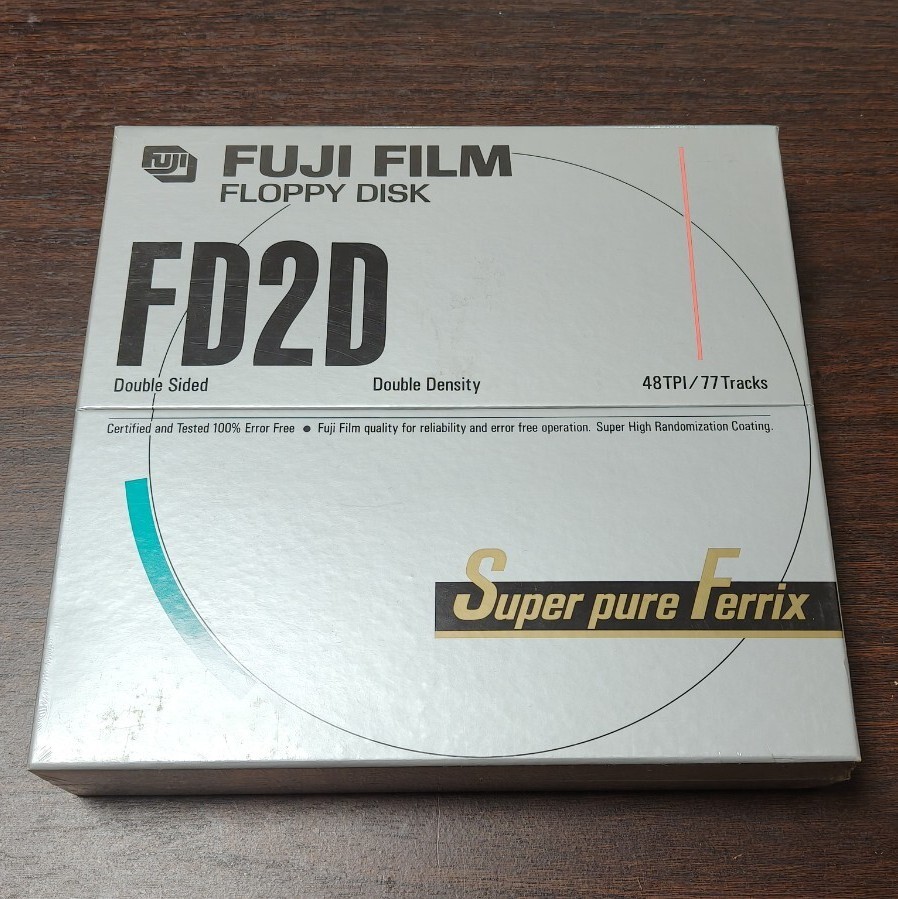 FUJI
FUJI FILM
FLOPPY DISK
FD2D
Double Sided Double Density 48TPI/77Tracks
Certified and Tested 100% Error Free ● Fuji Film quality for reliability and error free operation. Super High Randomization Coating.
Super pure Ferrix